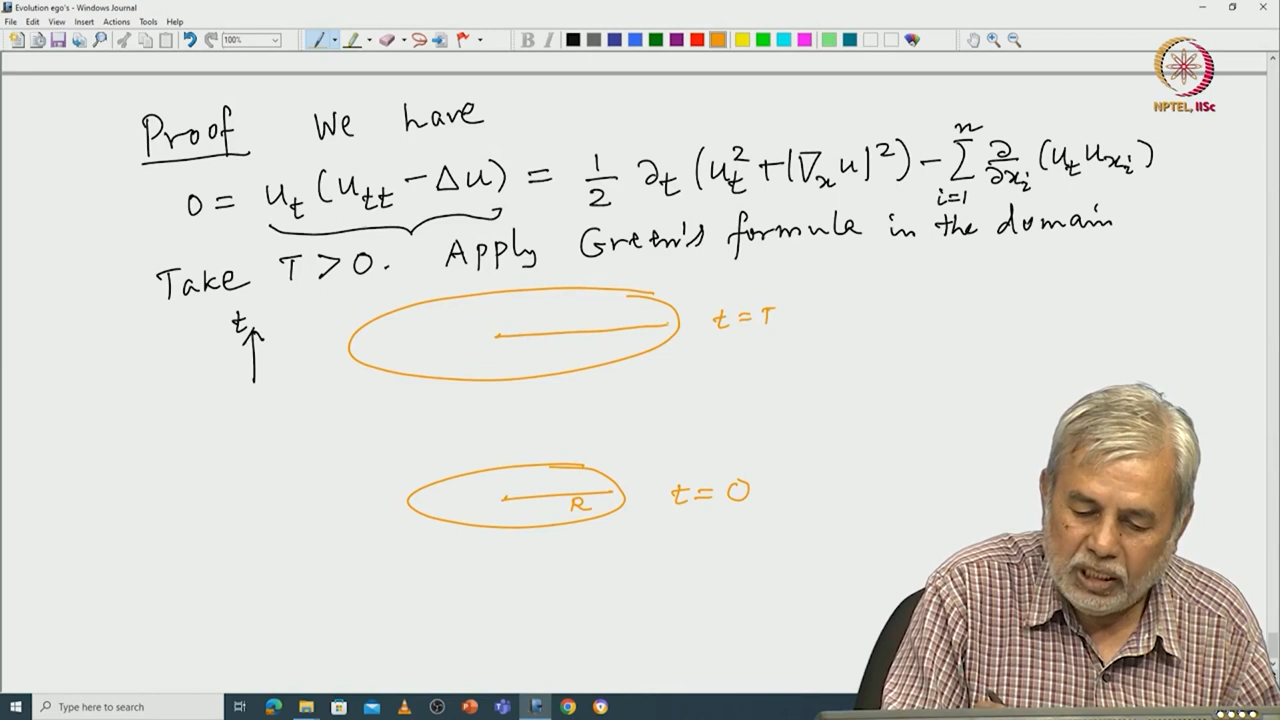 Evolution eqo's - Windows Journal
File Edit View Insert Actions Tools Help
100%
B I
NPTEL, IISc
Proof We have
0 = u_t (u_tt - Δu) = 1/2 ∂_t (u_t^2 + |∇_x u|^2) - Σ_{i=1}^{n} ∂/∂x_i (u_t u_{x_i})
Take T > 0. Apply Green's formula in the domain
t
t = T
R
t = 0
Type here to search